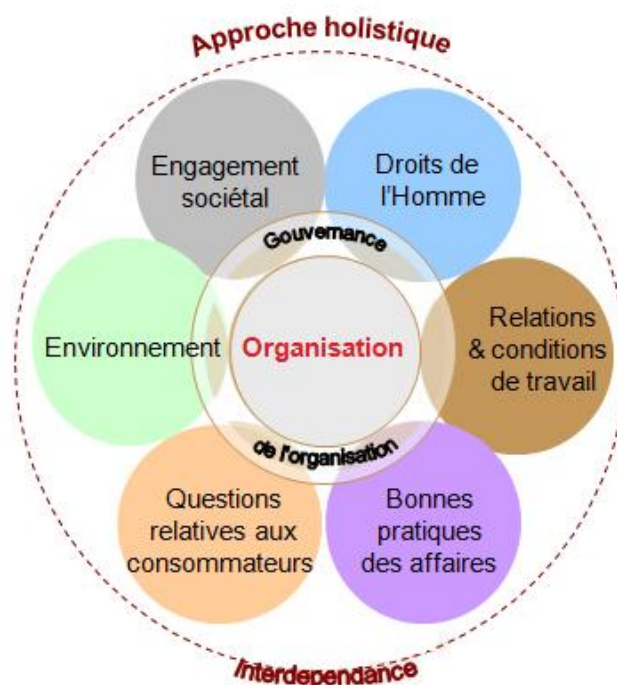 Approche holistique
Engagement
sociétal
Droits de
l'Homme
Gouvernance
Environnement
Organisation
Relations
& conditions
de travail
de l'organisation
Questions
relatives aux
consommateurs
Bonnes
pratiques
des affaires
Interdependance